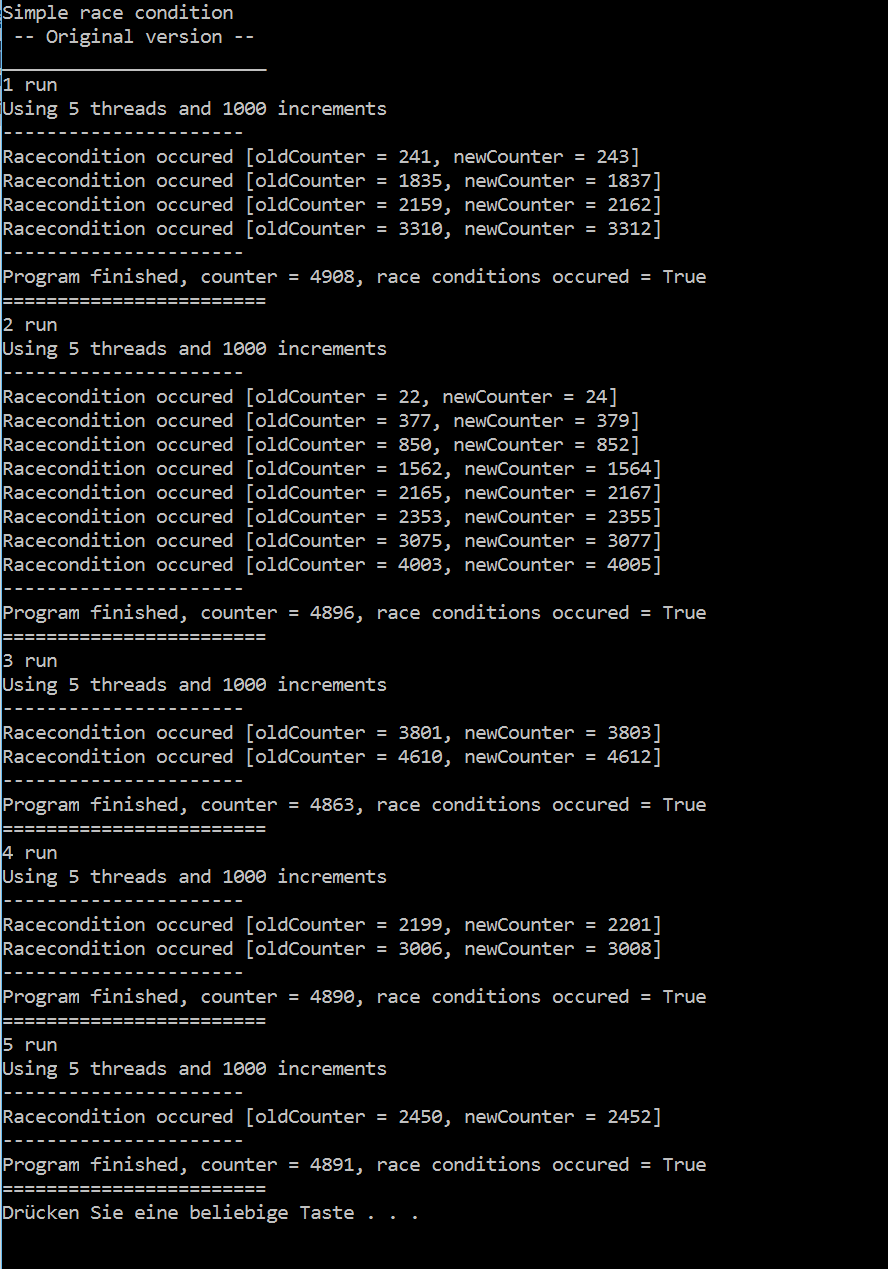 Simple race condition
 -- Original version --
________________________
1 run
Using 5 threads and 1000 increments
----------------------
Racecondition occured [oldCounter = 241, newCounter = 243]
Racecondition occured [oldCounter = 1835, newCounter = 1837]
Racecondition occured [oldCounter = 2159, newCounter = 2162]
Racecondition occured [oldCounter = 3310, newCounter = 3312]
----------------------
Program finished, counter = 4908, race conditions occured = True
========================
2 run
Using 5 threads and 1000 increments
----------------------
Racecondition occured [oldCounter = 22, newCounter = 24]
Racecondition occured [oldCounter = 377, newCounter = 379]
Racecondition occured [oldCounter = 850, newCounter = 852]
Racecondition occured [oldCounter = 1562, newCounter = 1564]
Racecondition occured [oldCounter = 2165, newCounter = 2167]
Racecondition occured [oldCounter = 2353, newCounter = 2355]
Racecondition occured [oldCounter = 3075, newCounter = 3077]
Racecondition occured [oldCounter = 4003, newCounter = 4005]
----------------------
Program finished, counter = 4896, race conditions occured = True
========================
3 run
Using 5 threads and 1000 increments
----------------------
Racecondition occured [oldCounter = 3801, newCounter = 3803]
Racecondition occured [oldCounter = 4610, newCounter = 4612]
----------------------
Program finished, counter = 4863, race conditions occured = True
========================
4 run
Using 5 threads and 1000 increments
----------------------
Racecondition occured [oldCounter = 2199, newCounter = 2201]
Racecondition occured [oldCounter = 3006, newCounter = 3008]
----------------------
Program finished, counter = 4890, race conditions occured = True
========================
5 run
Using 5 threads and 1000 increments
----------------------
Racecondition occured [oldCounter = 2450, newCounter = 2452]
----------------------
Program finished, counter = 4891, race conditions occured = True
========================
Drücken Sie eine beliebige Taste . . .